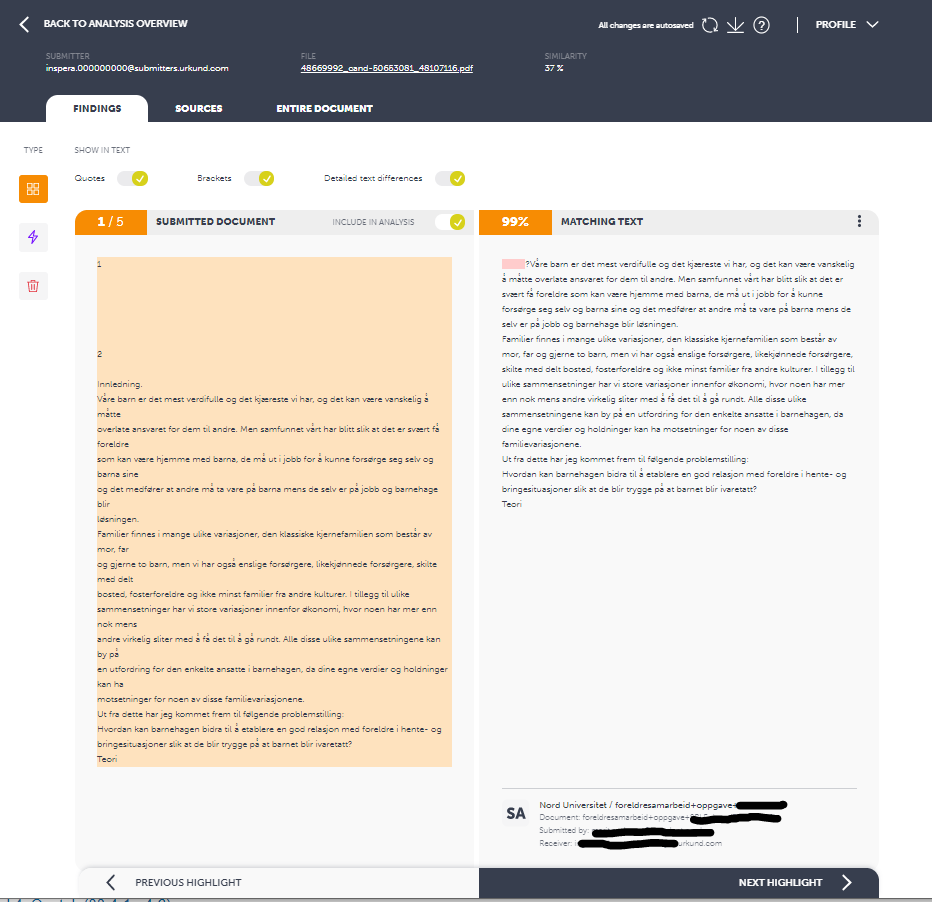 BACK TO ANALYSIS OVERVIEW
All changes are autosaved
PROFILE
SUBMITTER
inspera.000000000@submitters.urkund.com
FILE
48669992_cand-50653081_48107116.pdf
SIMILARITY
37 %
FINDINGS
SOURCES
ENTIRE DOCUMENT
TYPE
SHOW IN TEXT
Quotes
Brackets
Detailed text differences
1 / 5
SUBMITTED DOCUMENT
INCLUDE IN ANALYSIS
1
2
Innledning.
Våre barn er det mest verdifulle og det kjæreste vi har, og det kan være vanskelig å
måtte
overlate ansvaret for dem til andre. Men samfunnet vårt har blitt slik at det er svært få
foreldre
som kan være hjemme med barna, de må ut i jobb for å kunne forsørge seg selv og
barna sine
og det medfører at andre må ta vare på barna mens de selv er på jobb og barnehage
blir
løsningen.
Familier finnes i mange ulike variasjoner, den klassiske kjernefamilien som består av
mor, far
og gjerne to barn, men vi har også enslige forsørgere, likekjønnede forsørgere, skilte
med delt
bosted, fosterforeldre og ikke minst familier fra andre kulturer. I tillegg til ulike
sammensetninger har vi store variasjoner innenfor økonomi, hvor noen har mer enn
nok mens
andre virkelig sliter med å få det til å gå rundt. Alle disse ulike sammensetningene kan
by på
en utfordring for den enkelte ansatte i barnehagen, da dine egne verdier og holdninger
kan ha
motsetninger for noen av disse familievariasjonene.
Ut fra dette har jeg kommet frem til følgende problemstilling:
Hvordan kan barnehagen bidra til å etablere en god relasjon med foreldre i hente- og
bringesituasjoner slik at de blir trygge på at barnet blir ivaretatt?
Teori
99%
MATCHING TEXT
?Våre barn er det mest verdifulle og det kjæreste vi har, og det kan være vanskelig
å måtte overlate ansvaret for dem til andre. Men samfunnet vårt har blitt slik at det er
svært få foreldre som kan være hjemme med barna, de må ut i jobb for å kunne
forsørge seg selv og barna sine og det medfører at andre må ta vare på barna mens de
selv er på jobb og barnehage blir løsningen.
Familier finnes i mange ulike variasjoner, den klassiske kjernefamilien som består av
mor, far og gjerne to barn, men vi har også enslige forsørgere, likekjønnede forsørgere,
skilte med delt bosted, fosterforeldre og ikke minst familier fra andre kulturer. I tillegg til
ulike sammensetninger har vi store variasjoner innenfor økonomi, hvor noen har mer
enn nok mens andre virkelig sliter med å få det til å gå rundt. Alle disse ulike
sammensetningene kan by på en utfordring for den enkelte ansatte i barnehagen, da
dine egne verdier og holdninger kan ha motsetninger for noen av disse
familievariasjonene.
Ut fra dette har jeg kommet frem til følgende problemstilling:
Hvordan kan barnehagen bidra til å etablere en god relasjon med foreldre i hente- og
bringesituasjoner slik at de blir trygge på at barnet blir ivaretatt?
Teori
SA
Nord Universitet / foreldresamarbeid+oppgave+
Document: foreldresamarbeid+oppgave+
Submitted by:
Receiver: urkund.com
PREVIOUS HIGHLIGHT
NEXT HIGHLIGHT